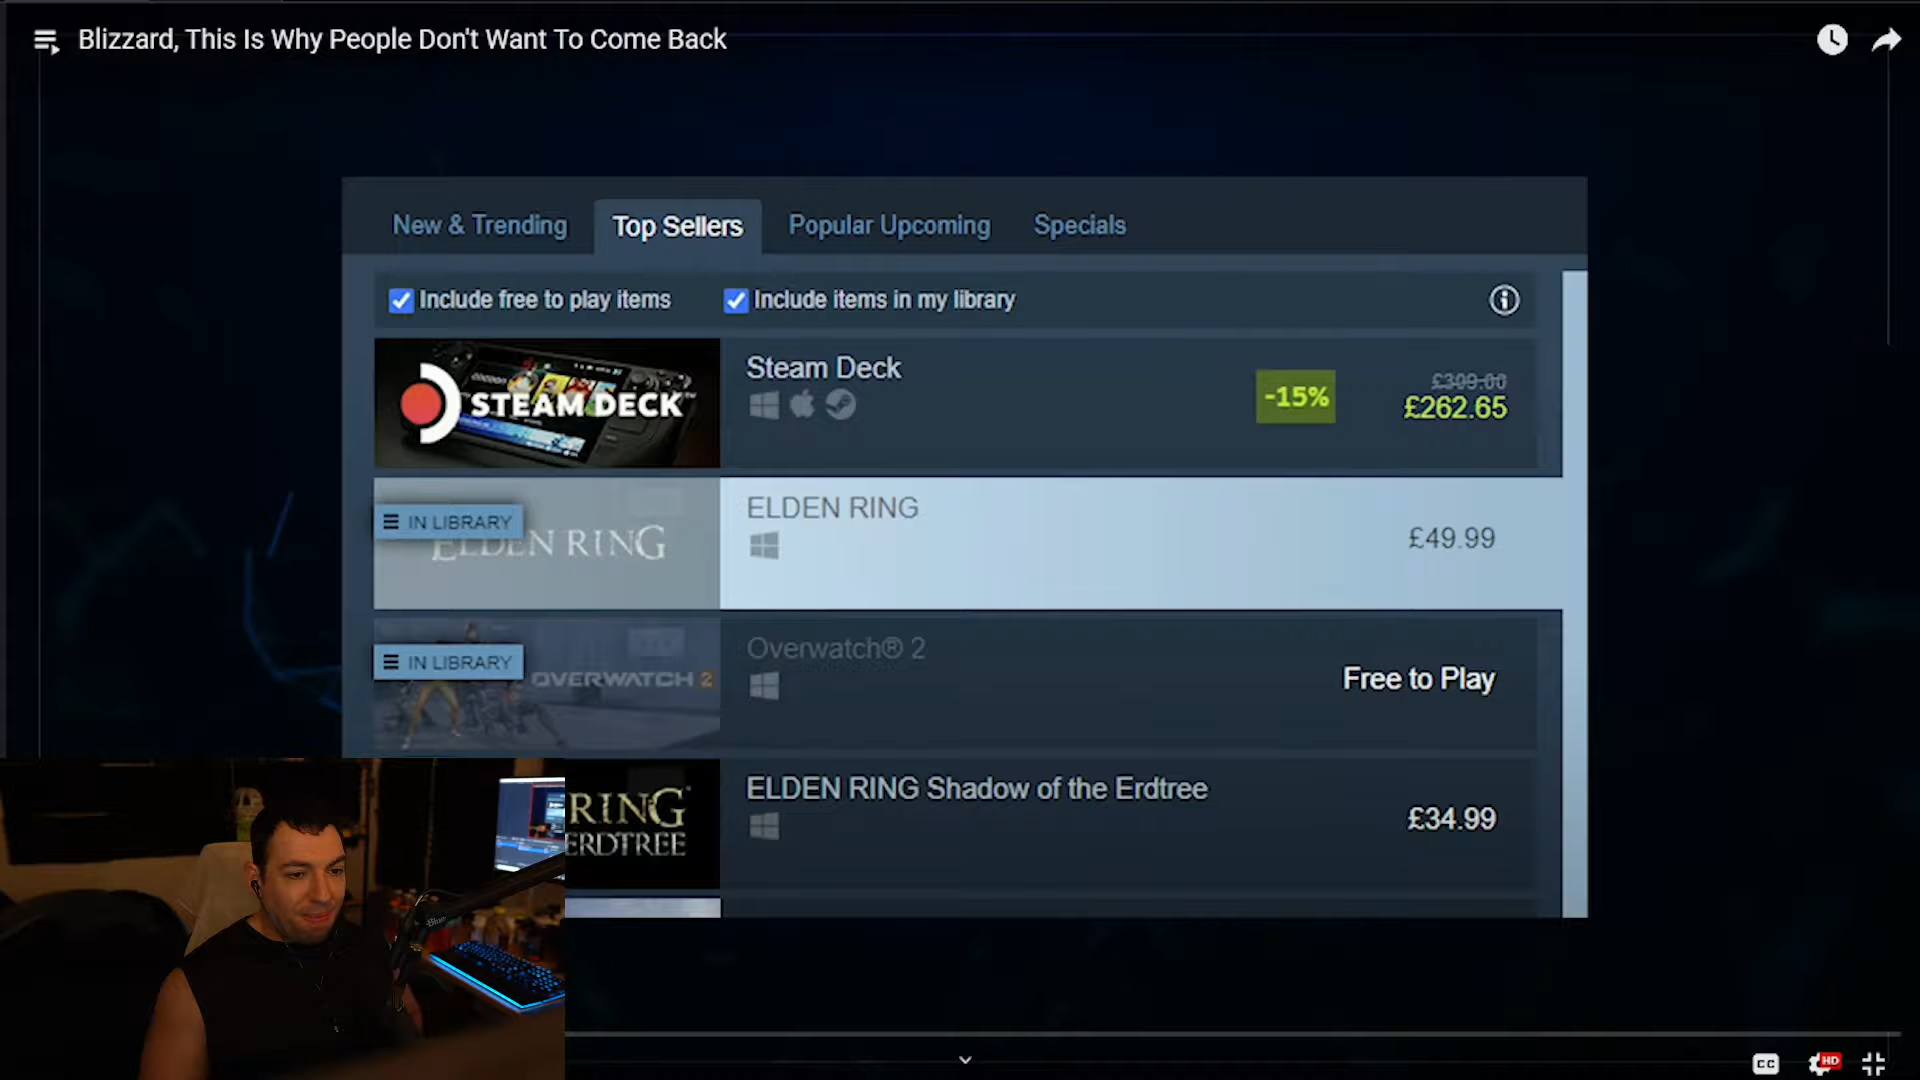 Blizzard, This Is Why People Don't Want To Come Back
New & Trending
Top Sellers
Popular Upcoming
Specials
Include free to play items
Include items in my library
STEAM DECK
Steam Deck
-15%
£309.00
£262.65
IN LIBRARY
ELDEN RING
ELDEN RING
£49.99
IN LIBRARY
OVERWATCH 2
Overwatch® 2
Free to Play
RING
ERDTREE
ELDEN RING Shadow of the Erdtree
£34.99
Blue
CC
HD